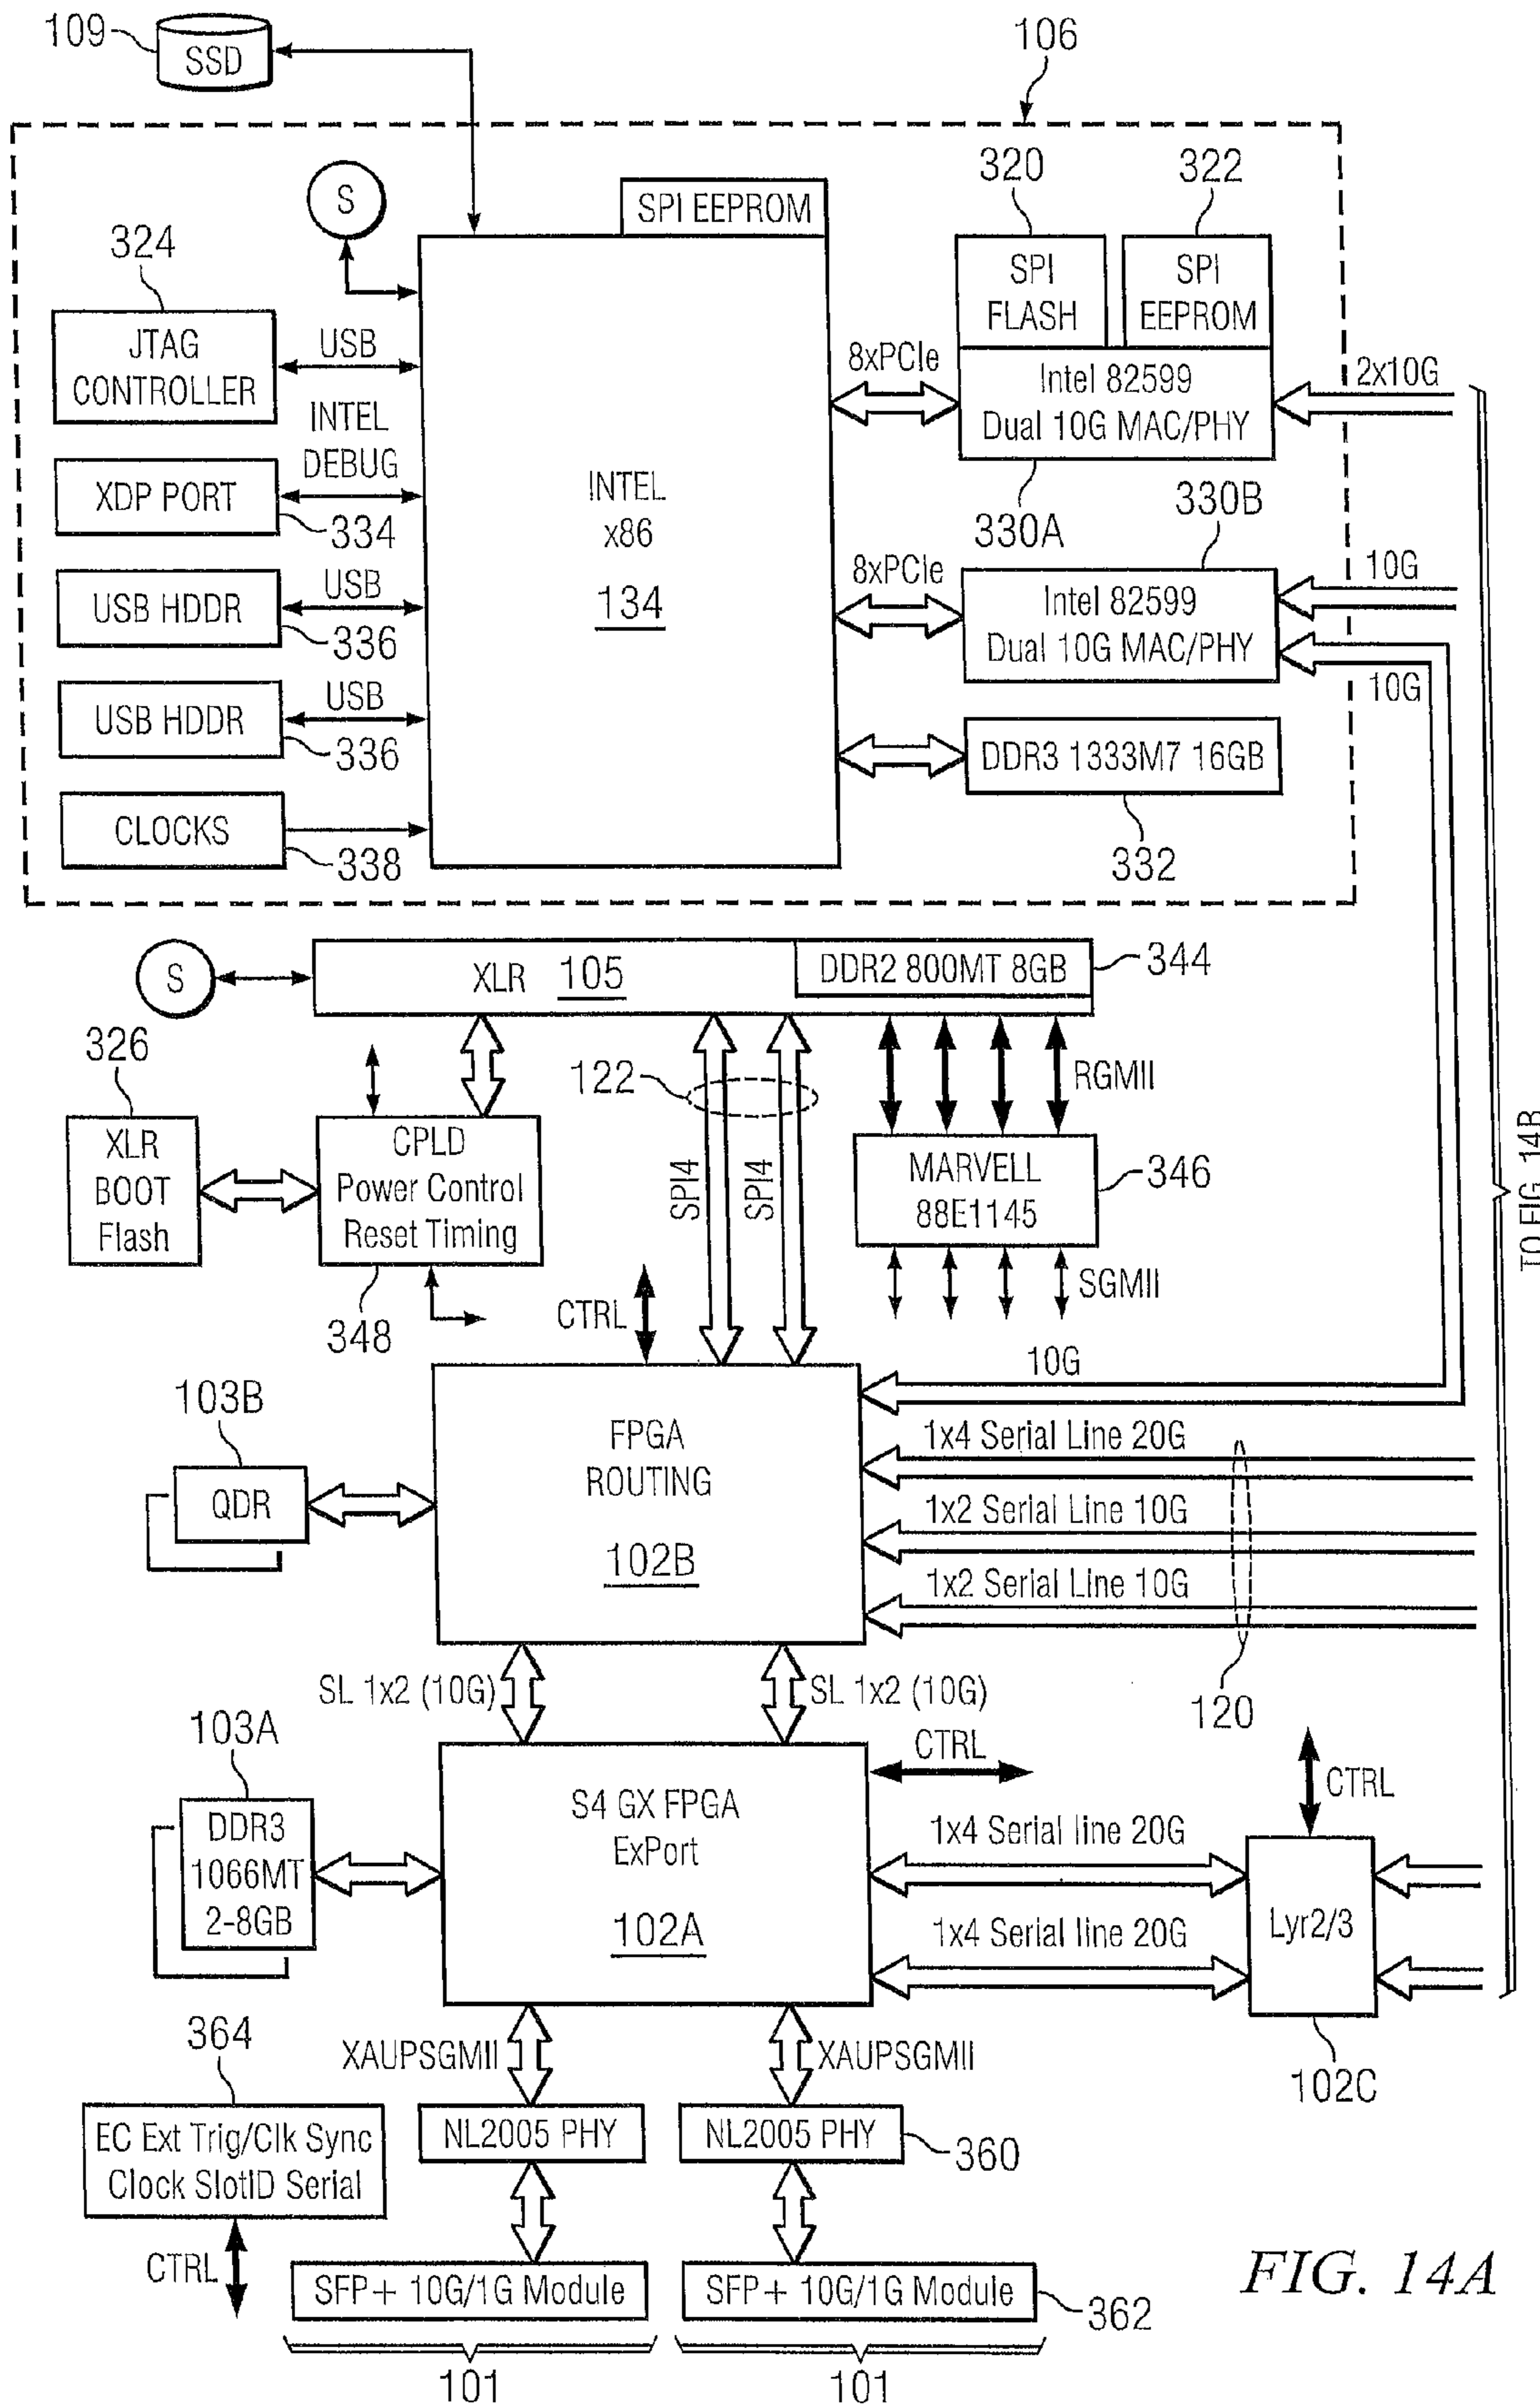 109
SSD
106
S
SPI EEPROM
320
322
SPI
FLASH
SPI
EEPROM
324
JTAG
CONTROLLER
USB
INTEL
DEBUG
XDP PORT
334
USB HDDR
USB
336
USB HDDR
USB
336
CLOCKS
338
INTEL
x86
134
8xPCIe
Intel 82599
Dual 10G MAC/PHY
2x10G
330A
330B
8xPCIe
Intel 82599
Dual 10G MAC/PHY
10G
10G
DDR3 1333M7 16GB
332
S
XLR 105
DDR2 800MT 8GB
344
326
XLR
BOOT
Flash
CPLD
Power Control
Reset Timing
348
122
SPI4
SPI4
RGMII
MARVELL
88E1145
346
SGMII
TO FIG. 14B
CTRL
10G
103B
QDR
FPGA
ROUTING
102B
1x4 Serial Line 20G
1x2 Serial Line 10G
1x2 Serial Line 10G
120
SL 1x2 (10G)
SL 1x2 (10G)
103A
DDR3
1066MT
2-8GB
S4 GX FPGA
ExPort
102A
CTRL
CTRL
1x4 Serial line 20G
1x4 Serial line 20G
Lyr2/3
102C
364
XAUPSGMII
XAUPSGMII
EC Ext Trig/Clk Sync
Clock SlotID Serial
NL2005 PHY
NL2005 PHY
360
CTRL
SFP+ 10G/1G Module
SFP+ 10G/1G Module
362
101
101
FIG. 14A